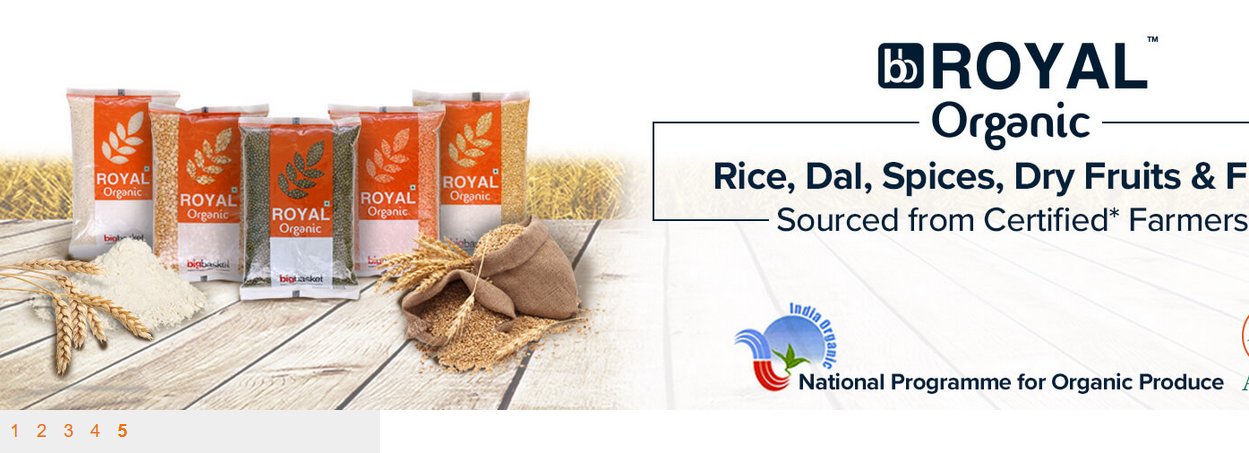 bb ROYAL™
Organic
Rice, Dal, Spices, Dry Fruits & F
Sourced from Certified* Farmers
ROYAL
Organic
ROYAL
Organic
bigbasket
ROYAL
Organic
bigbasket
ROYAL
Organic
ROYAL
Organic
India Organic
National Programme for Organic Produce
1 2 3 4 5